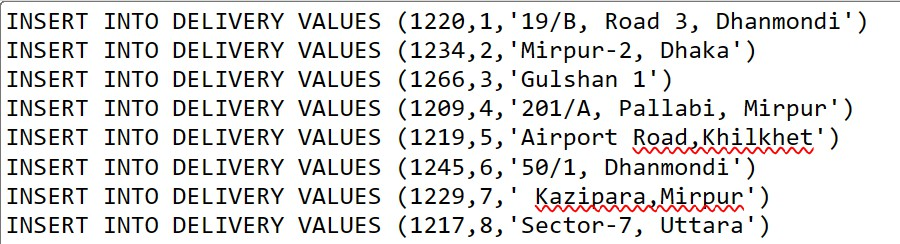 INSERT INTO DELIVERY VALUES (1220,1,'19/B, Road 3, Dhanmondi')
INSERT INTO DELIVERY VALUES (1234,2,'Mirpur-2, Dhaka')
INSERT INTO DELIVERY VALUES (1266,3,'Gulshan 1')
INSERT INTO DELIVERY VALUES (1209,4,'201/A, Pallabi, Mirpur')
INSERT INTO DELIVERY VALUES (1219,5,'Airport Road,Khilkhet')
INSERT INTO DELIVERY VALUES (1245,6,'50/1, Dhanmondi')
INSERT INTO DELIVERY VALUES (1229,7,' Kazipara,Mirpur')
INSERT INTO DELIVERY VALUES (1217,8,'Sector-7, Uttara')